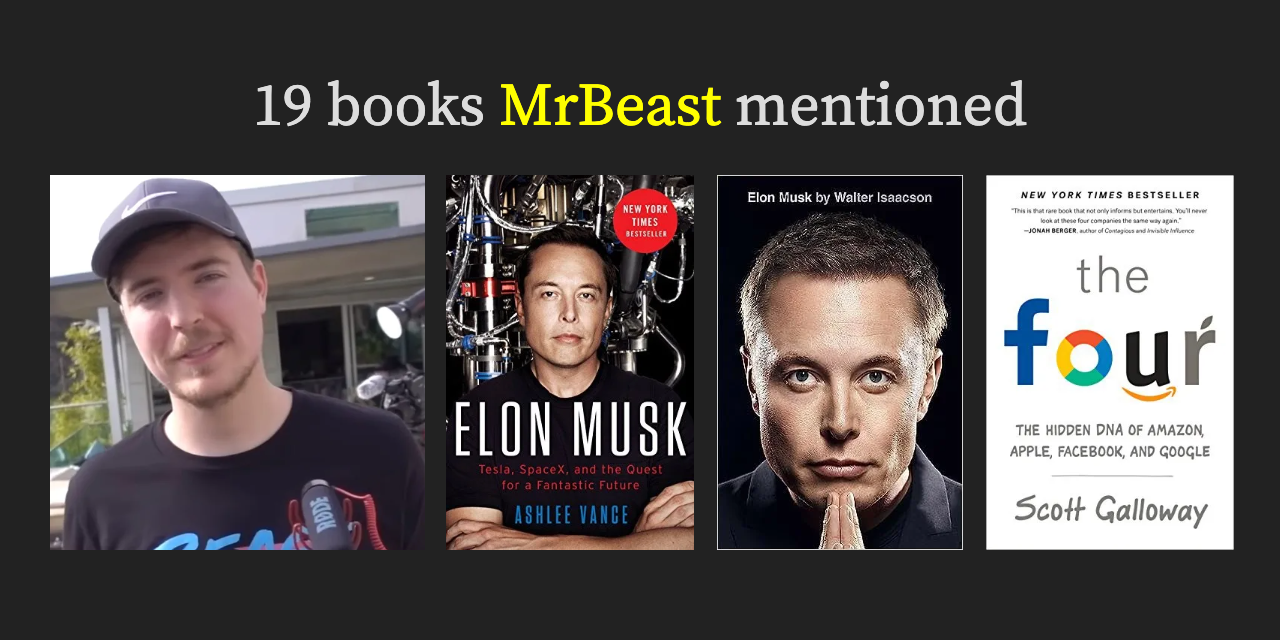 19 books MrBeast mentioned
RØDE
NEW YORK
TIMES
BESTSELLER
ELON MUSK
Tesla, SpaceX, and the Quest
for a Fantastic Future
ASHLEE VANCE
Elon Musk by Walter Isaacson
NEW YORK TIMES BESTSELLER
"This is that rare book that not only informs but entertains. You'll never
look at these four companies the same way again."
—JONAH BERGER, author of Contagious and Invisible Influence
the
four
THE HIDDEN DNA OF AMAZON,
APPLE, FACEBOOK, AND GOOGLE
Scott Galloway